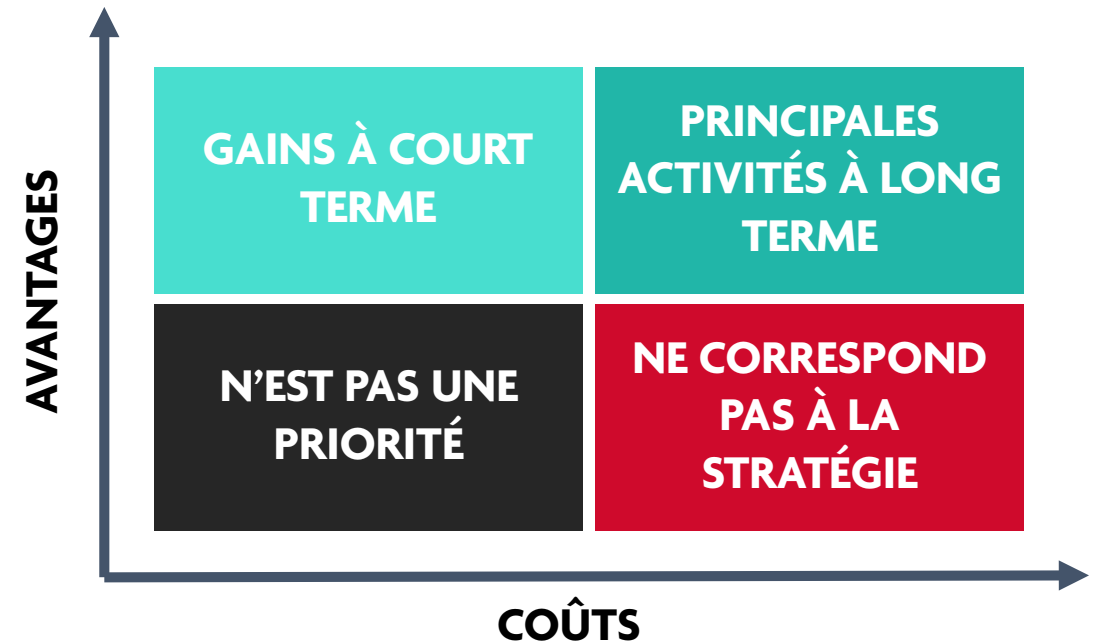 AVANTAGES
GAINS À COURT
TERME
PRINCIPALES
ACTIVITÉS À LONG
TERME
N’EST PAS UNE
PRIORITÉ
NE CORRESPOND
PAS À LA
STRATÉGIE
COÛTS